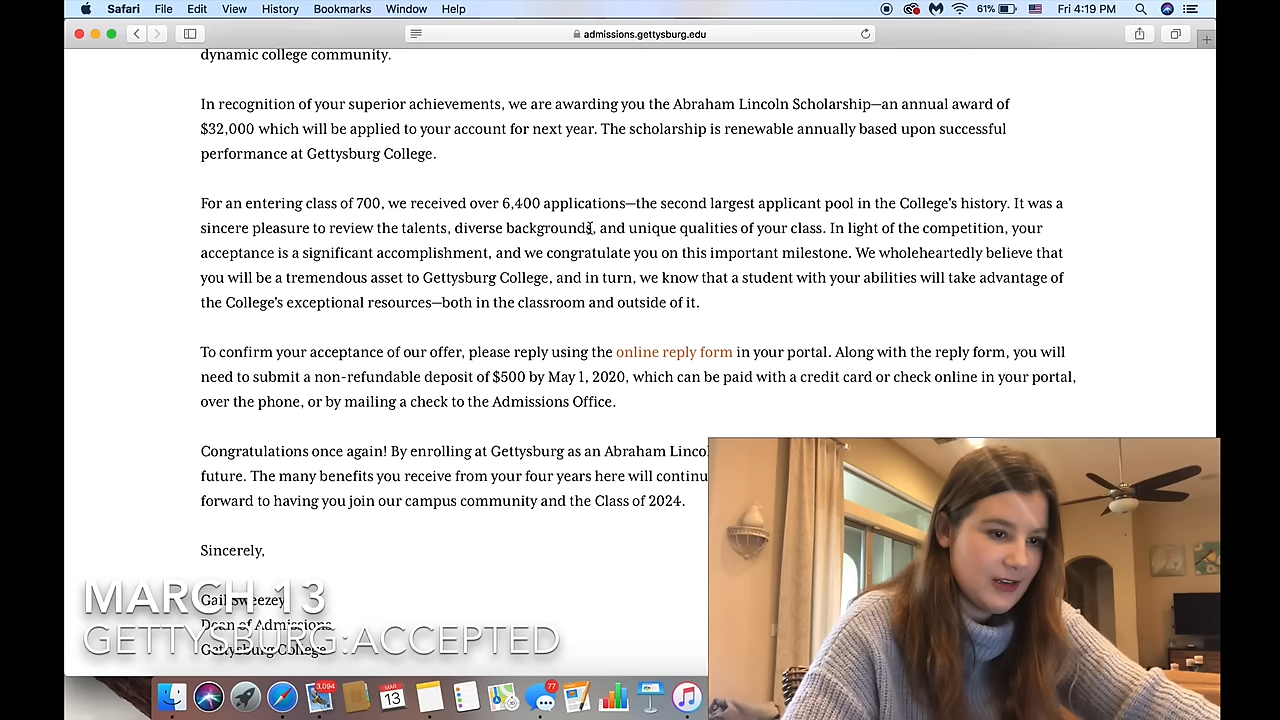 Safari File Edit View History Bookmarks Window Help 61% Fri 4:19 PM
admissions.gettysburg.edu
dynamic college community.
In recognition of your superior achievements, we are awarding you the Abraham Lincoln Scholarship—an annual award of
$32,000 which will be applied to your account for next year. The scholarship is renewable annually based upon successful
performance at Gettysburg College.
For an entering class of 700, we received over 6,400 applications—the second largest applicant pool in the College's history. It was a
sincere pleasure to review the talents, diverse backgrounds, and unique qualities of your class. In light of the competition, your
acceptance is a significant accomplishment, and we congratulate you on this important milestone. We wholeheartedly believe that
you will be a tremendous asset to Gettysburg College, and in turn, we know that a student with your abilities will take advantage of
the College's exceptional resources—both in the classroom and outside of it.
To confirm your acceptance of our offer, please reply using the online reply form in your portal. Along with the reply form, you will
need to submit a non-refundable deposit of $500 by May 1, 2020, which can be paid with a credit card or check online in your portal,
over the phone, or by mailing a check to the Admissions Office.
Congratulations once again! By enrolling at Gettysburg as an Abraham Lincol
future. The many benefits you receive from your four years here will continu
forward to having you join our campus community and the Class of 2024.
Sincerely,
Gail Sweezey
Dean of Admissions
Gettysburg College
MARCH 13
GETTYSBURG:ACCEPTED
3,094
MAR
13
77